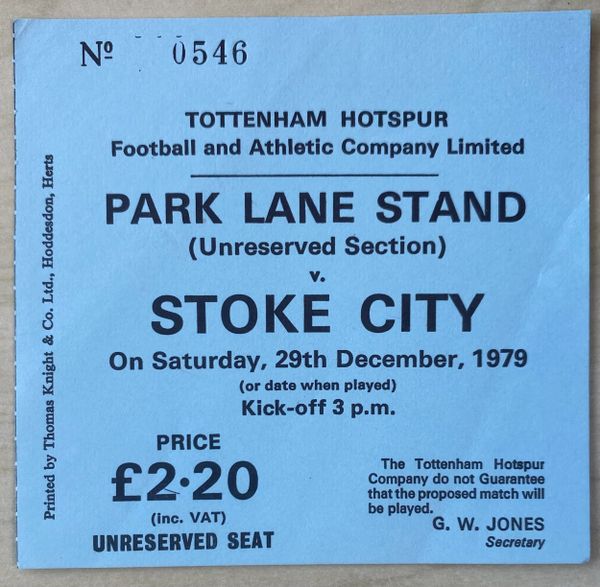 Nº 0546
TOTTENHAM HOTSPUR
Football and Athletic Company Limited
PARK LANE STAND
(Unreserved Section)
v.
STOKE CITY
On Saturday, 29th December, 1979
(or date when played)
Kick-off 3 p.m.
PRICE
£2·20
(inc. VAT)
UNRESERVED SEAT
The Tottenham Hotspur
Company do not Guarantee
that the proposed match will
be played.
G. W. JONES
Secretary
Printed by Thomas Knight & Co. Ltd., Hoddesdon, Herts